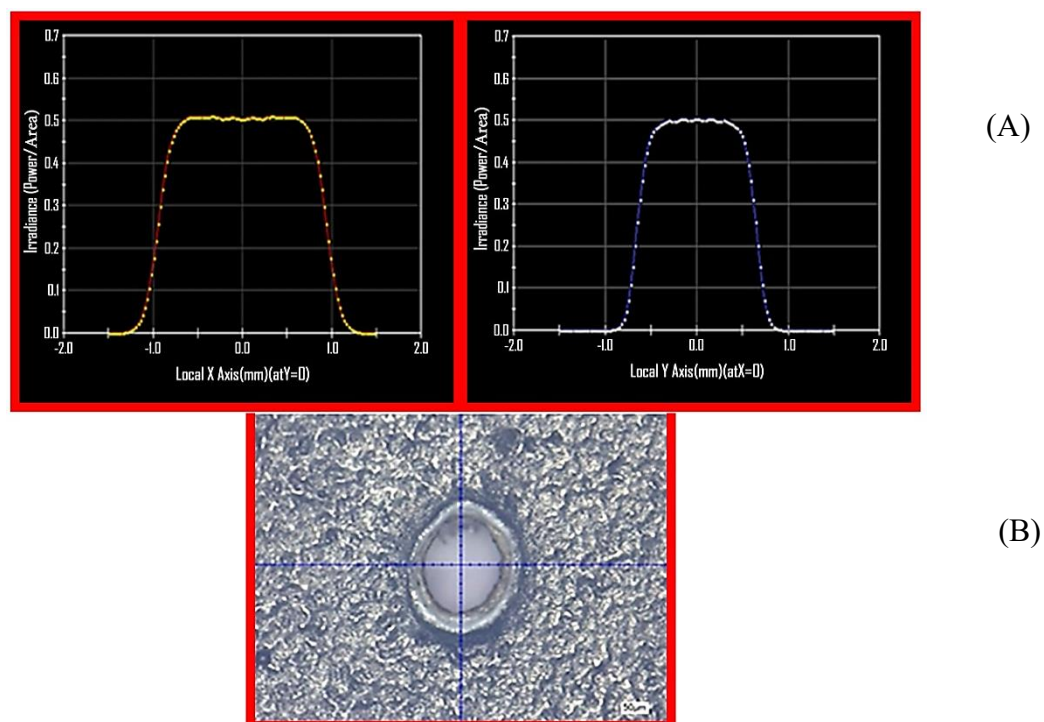 0.7
0.6
0.5
0.4
0.3
0.2
0.1
0.0
Irradiance (Power/Area)
-2.0 -1.0 0.0 1.0 2.0
Local X Axis(mm)(atY=0)
0.7
0.6
0.5
0.4
0.3
0.2
0.1
0.0
Irradiance (Power/Area)
-2.0 -1.0 0.0 1.0 2.0
Local Y Axis(mm)(atX=0)
(A)
50µm
(B)